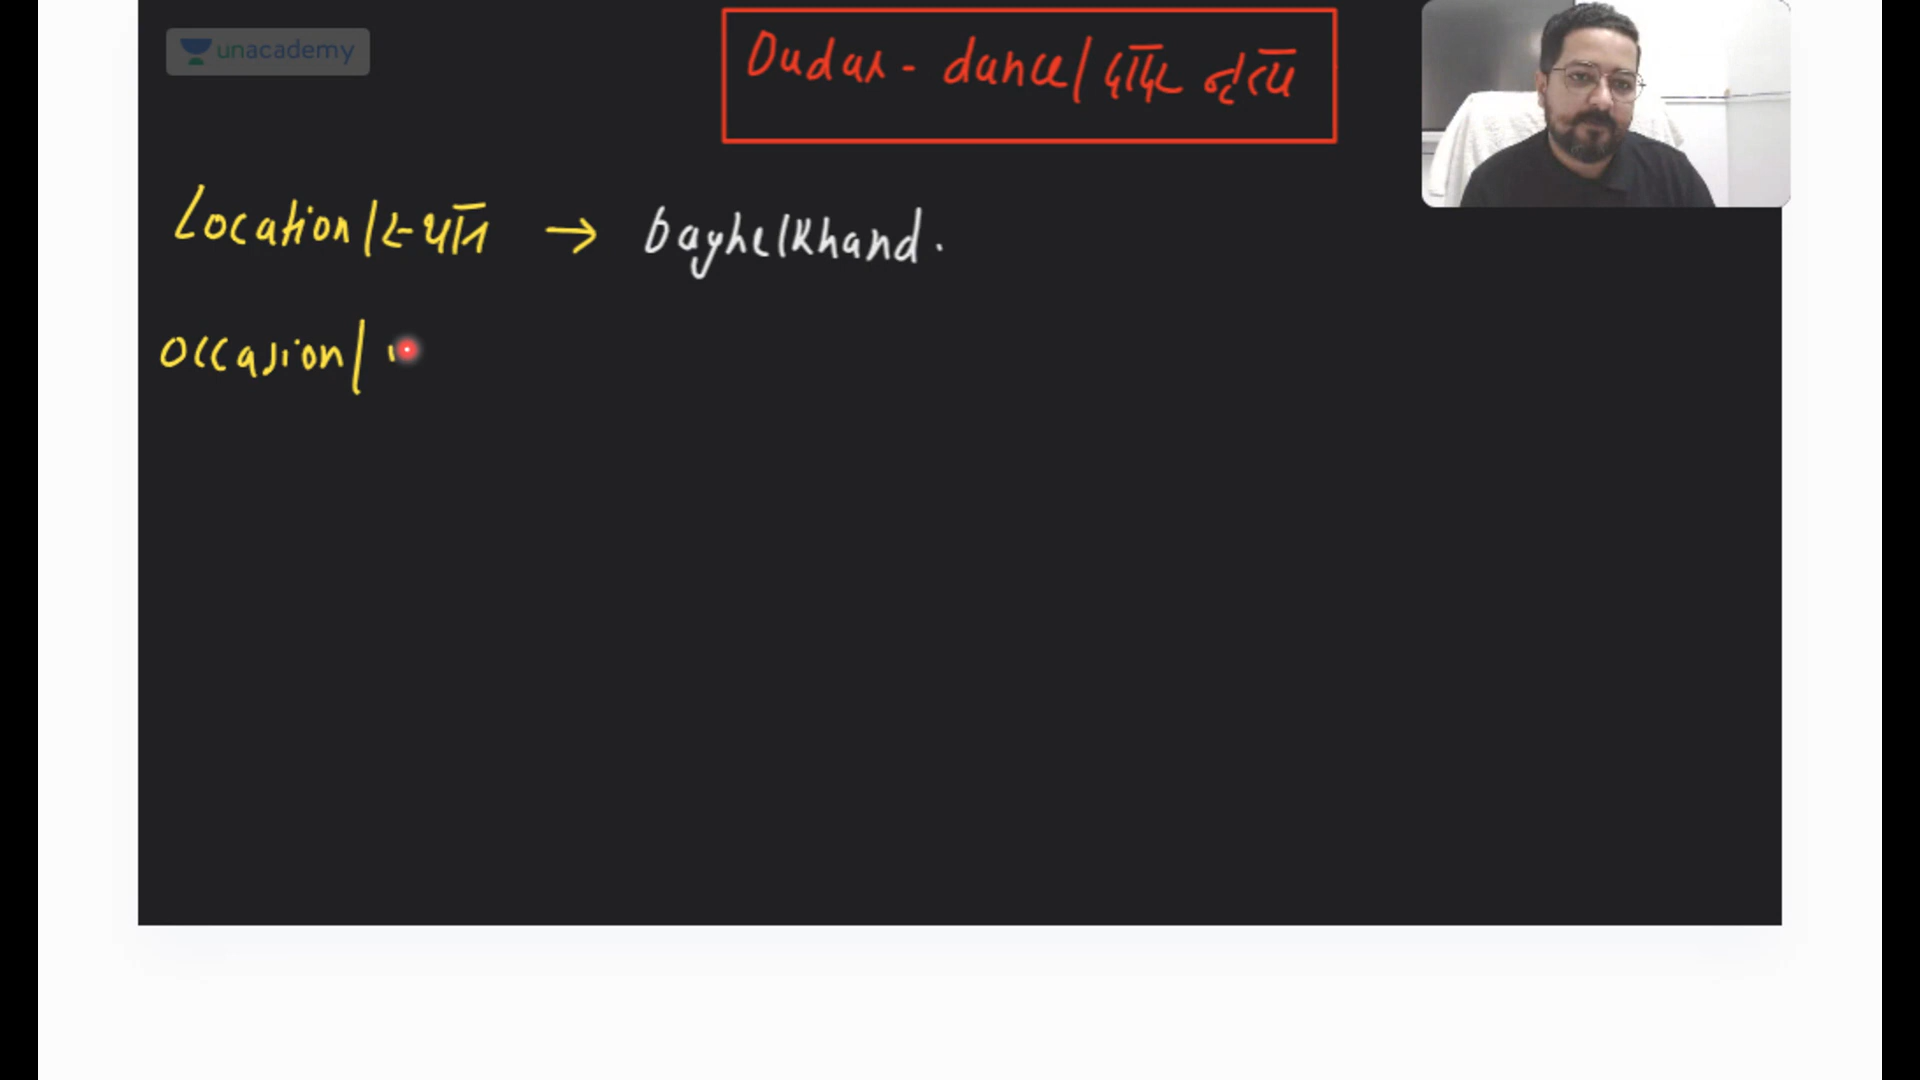 unacademy
Dadar - dance / दादर नृत्य
Location / स्थान → baghelkhand.
Occasion /